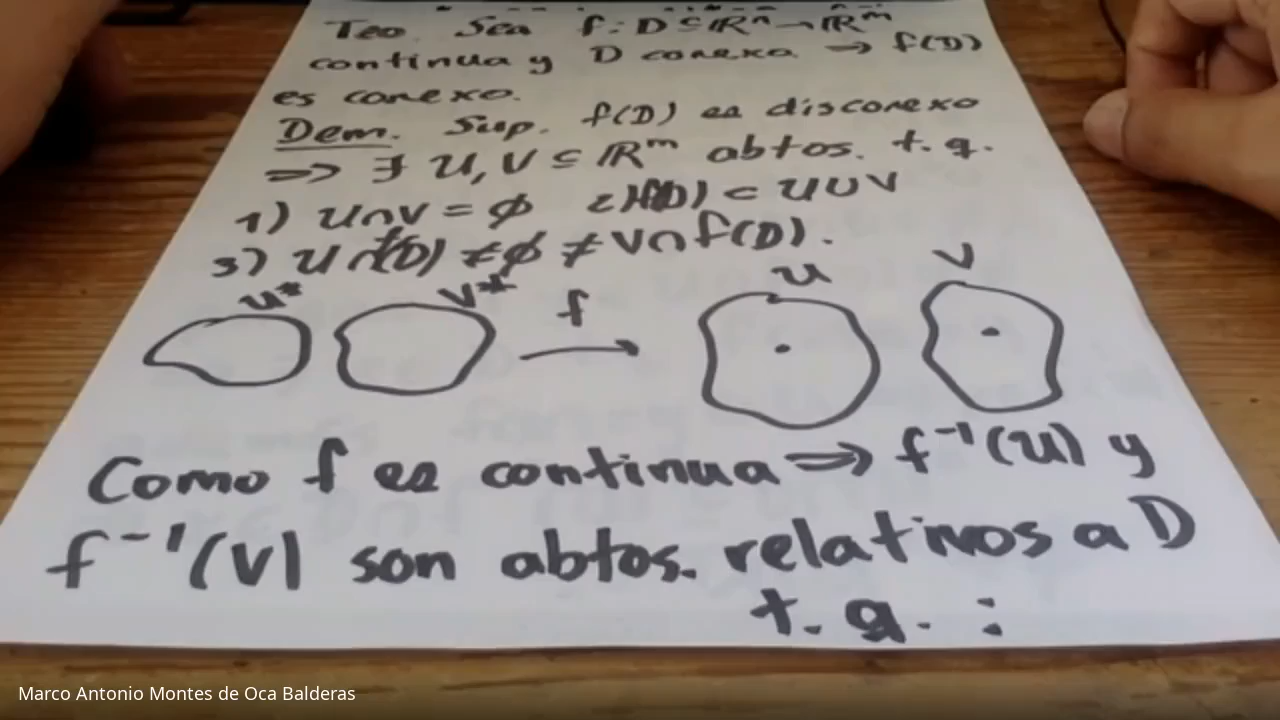 Teo. Sea f: D ⊆ ℝⁿ → ℝᵐ
continua y D conexo ⇒ f(D)
es conexo.
Dem. Sup. f(D) es disconexo
⇒ ∃ U, V ⊆ ℝᵐ abtos. t.q.
1) U∩V = ∅ 2) f(D) ⊂ U∪V
3) U∩f(D) ≠ ∅ ≠ V∩f(D).
U* V* f U V
Como f es continua ⇒ f⁻¹(U) y
f⁻¹(V) son abtos. relativos a D
t.q. :
Marco Antonio Montes de Oca Balderas